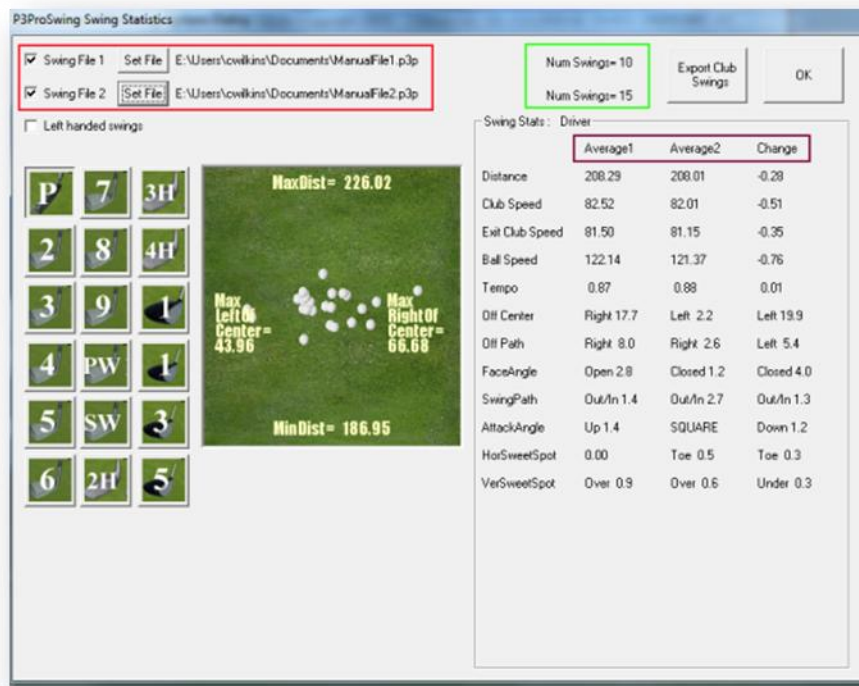 P3ProSwing Swing Statistics
Swing File 1 Set File E:\Users\cwilkins\Documents\ManualFile1.p3p
Swing File 2 Set File E:\Users\cwilkins\Documents\ManualFile2.p3p
Left handed swings
Num Swings= 10
Num Swings= 15
Export Club
Swings
OK
P 7 3H
2 8 4H
3 9 1
4 PW 1
5 SW 3
6 2H 5
MaxDist= 226.02
Max
Left Of
Center=
43.96
Max
Right Of
Center=
66.68
MinDist= 186.95
Swing Stats : Driver
Average1 Average2 Change
Distance 208.29 208.01 -0.28
Club Speed 82.52 82.01 -0.51
Exit Club Speed 81.50 81.15 -0.35
Ball Speed 122.14 121.37 -0.76
Tempo 0.87 0.88 0.01
Off Center Right 17.7 Left 2.2 Left 19.9
Off Path Right 8.0 Right 2.6 Left 5.4
FaceAngle Open 2.8 Closed 1.2 Closed 4.0
SwingPath Out/In 1.4 Out/In 2.7 Out/In 1.3
AttackAngle Up 1.4 SQUARE Down 1.2
HorSweetSpot 0.00 Toe 0.5 Toe 0.3
VerSweetSpot Over 0.9 Over 0.6 Under 0.3